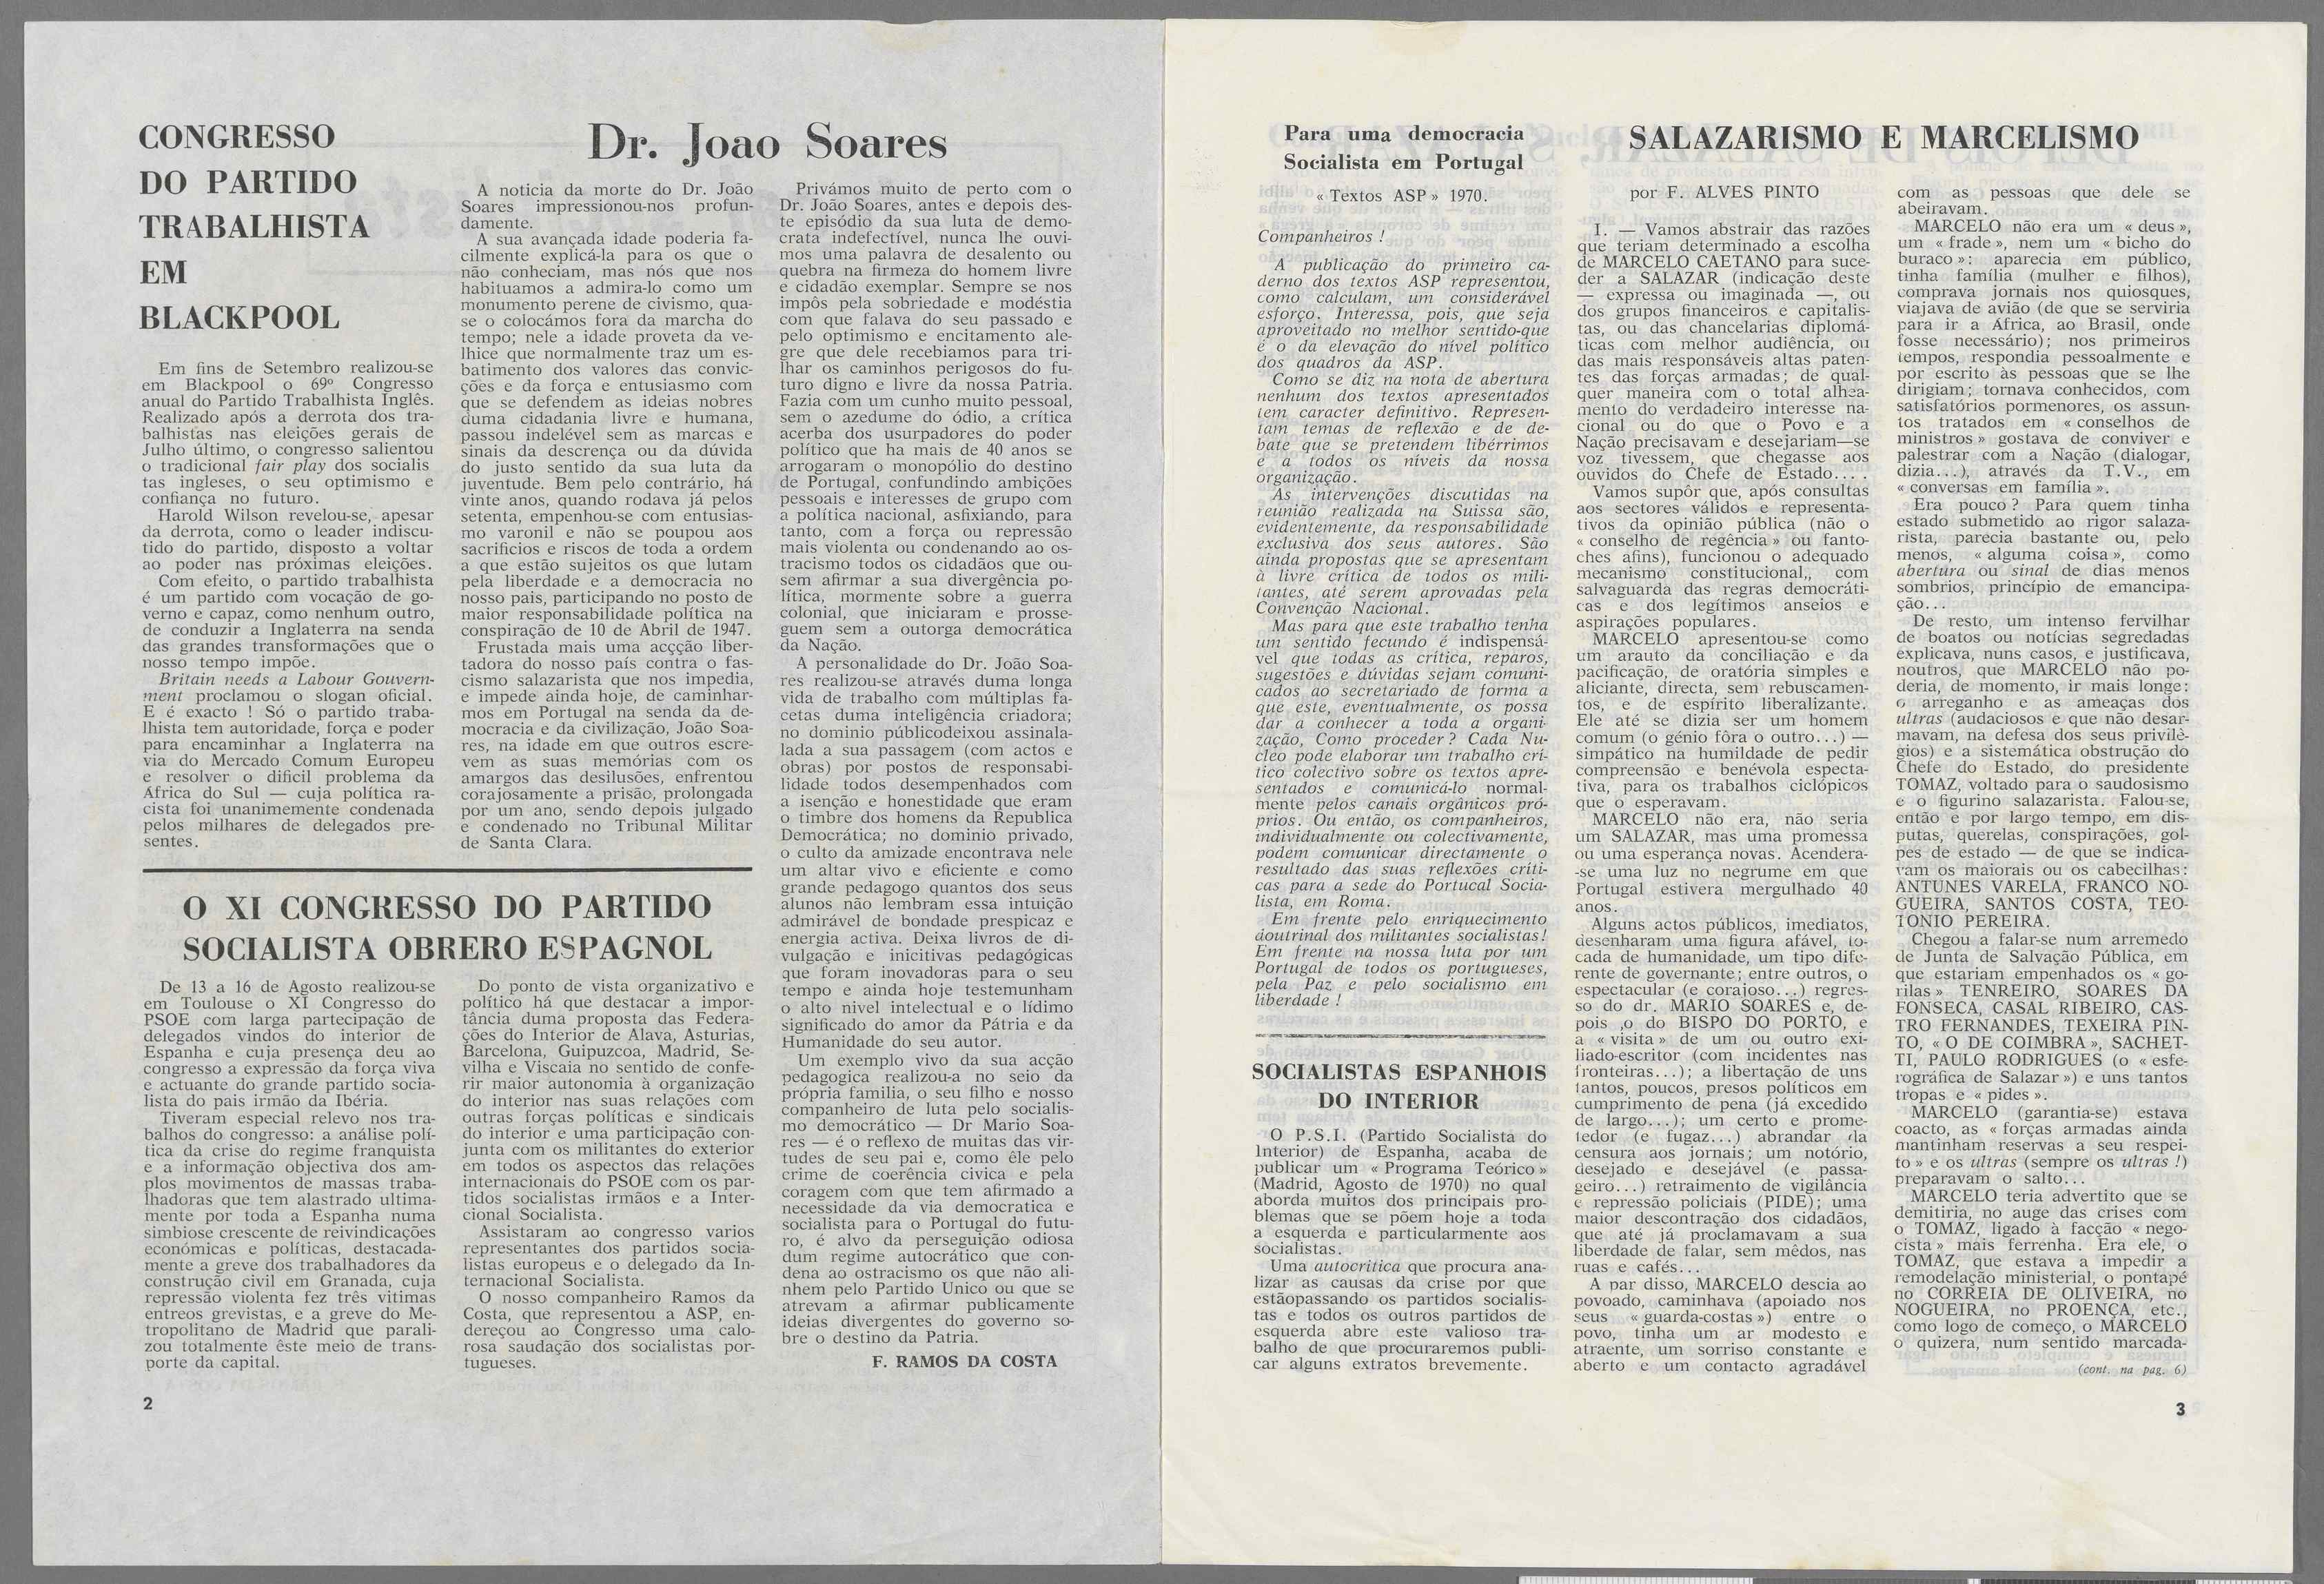 CONGRESSO
DO PARTIDO
TRABALHISTA
EM
BLACKPOOL
Em fins de Setembro realizou-se
em Blackpool o 69º Congresso
anual do Partido Trabalhista Inglês.
Realizado após a derrota dos tra-
balhistas nas eleições gerais de
Julho último, o congresso salientou
o tradicional fair play dos socialis
tas ingleses, o seu optimismo e
confiança no futuro.
Harold Wilson revelou-se, apesar
da derrota, como o leader indiscu-
tido do partido, disposto a voltar
ao poder nas próximas eleições.
Com efeito, o partido trabalhista
é um partido com vocação de go-
verno e capaz, como nenhum outro,
de conduzir a Inglaterra na senda
das grandes transformações que o
nosso tempo impõe.
Britain needs a Labour Gouvern-
ment proclamou o slogan oficial.
E é exacto ! Só o partido traba-
lhista tem autoridade, força e poder
para encaminhar a Inglaterra na
via do Mercado Comum Europeu
e resolver o dificil problema da
África do Sul — cuja política ra-
cista foi unanimemente condenada
pelos milhares de delegados pre-
sentes.
Dr. Joao Soares
A noticia da morte do Dr. João
Soares impressionou-nos profun-
damente.
A sua avançada idade poderia fa-
cilmente explicá-la para os que o
não conheciam, mas nós que nos
habituamos a admira-lo como um
monumento perene de civismo, qua-
se o colocámos fora da marcha do
tempo; nele a idade proveta da ve-
lhice que normalmente traz um es-
batimento dos valores das convic-
ções e da força e entusiasmo com
que se defendem as ideias nobres
duma cidadania livre e humana,
passou indelével sem as marcas e
sinais da descrença ou da dúvida
do justo sentido da sua luta da
juventude. Bem pelo contrário, há
vinte anos, quando rodava já pelos
setenta, empenhou-se com entusias-
mo varonil e não se poupou aos
sacrificios e riscos de toda a ordem
a que estão sujeitos os que lutam
pela liberdade e a democracia no
nosso pais, participando no posto de
maior responsabilidade política na
conspiração de 10 de Abril de 1947.
Frustada mais uma acçção liber-
tadora do nosso país contra o fas-
cismo salazarista que nos impedia,
e impede ainda hoje, de caminhar-
mos em Portugal na senda da de-
mocracia e da civilização, João Soa-
res, na idade em que outros escre-
vem as suas memórias com os
amargos das desilusões, enfrentou
corajosamente a prisão, prolongada
por um ano, sendo depois julgado
e condenado no Tribunal Militar
de Santa Clara.
Privámos muito de perto com o
Dr. João Soares, antes e depois des-
te episódio da sua luta de demo-
crata indefectível, nunca lhe ouvi-
mos uma palavra de desalento ou
quebra na firmeza do homem livre
e cidadão exemplar. Sempre se nos
impôs pela sobriedade e modéstia
com que falava do seu passado e
pelo optimismo e encitamento ale-
gre que dele recebiamos para tri-
lhar os caminhos perigosos do fu-
turo digno e livre da nossa Patria.
Fazia com um cunho muito pessoal,
sem o azedume do ódio, a crítica
acerba dos usurpadores do poder
político que ha mais de 40 anos se
arrogaram o monopólio do destino
de Portugal, confundindo ambições
pessoais e interesses de grupo com
a política nacional, asfixiando, para
tanto, com a força ou repressão
mais violenta ou condenando ao os-
tracismo todos os cidadãos que ou-
sem afirmar a sua divergência po-
lítica, mormente sobre a guerra
colonial, que iniciaram e prosse-
guem sem a outorga democrática
da Nação.
A personalidade do Dr. João Soa-
res realizou-se através duma longa
vida de trabalho com múltiplas fa-
cetas duma inteligência criadora;
no dominio públicodeixou assinala-
lada a sua passagem (com actos e
obras) por postos de responsabi-
lidade todos desempenhados com
a isenção e honestidade que eram
o timbre dos homens da Republica
Democrática; no dominio privado,
o culto da amizade encontrava nele
um altar vivo e eficiente e como
grande pedagogo quantos dos seus
alunos não lembram essa intuição
admirável de bondade prespicaz e
energia activa. Deixa livros de di-
vulgação e inicitivas pedagógicas
que foram inovadoras para o seu
tempo e ainda hoje testemunham
o alto nivel intelectual e o lídimo
significado do amor da Pátria e da
Humanidade do seu autor.
Um exemplo vivo da sua acção
pedagogica realizou-a no seio da
própria familia, o seu filho e nosso
companheiro de luta pelo socialis-
mo democrático — Dr Mario Soa-
res — é o reflexo de muitas das vir-
tudes de seu pai e, como êle pelo
crime de coerência civica e pela
coragem com que tem afirmado a
necessidade da via democratica e
socialista para o Portugal do futu-
ro, é alvo da perseguição odiosa
dum regime autocrático que con-
dena ao ostracismo os que não ali-
nhem pelo Partido Unico ou que se
atrevam a afirmar publicamente
ideias divergentes do governo so-
bre o destino da Patria.
F. RAMOS DA COSTA
O XI CONGRESSO DO PARTIDO
SOCIALISTA OBRERO ESPAGNOL
De 13 a 16 de Agosto realizou-se
em Toulouse o XI Congresso do
PSOE com larga partecipação de
delegados vindos do interior de
Espanha e cuja presença deu ao
congresso a expressão da força viva
e actuante do grande partido socia-
lista do pais irmão da Ibéria.
Tiveram especial relevo nos tra-
balhos do congresso: a análise polí-
tica da crise do regime franquista
e a informação objectiva dos am-
plos movimentos de massas traba-
lhadoras que tem alastrado ultima-
mente por toda a Espanha numa
simbiose crescente de reivindicações
económicas e políticas, destacada-
mente a greve dos trabalhadores da
construção civil em Granada, cuja
repressão violenta fez três vitimas
entreos grevistas, e a greve do Me-
tropolitano de Madrid que parali-
zou totalmente êste meio de trans-
porte da capital.
Do ponto de vista organizativo e
político há que destacar a impor-
tância duma proposta das Federa-
ções do Interior de Alava, Asturias,
Barcelona, Guipuzcoa, Madrid, Se-
vilha e Viscaia no sentido de confe-
rir maior autonomia à organização
do interior nas suas relações com
outras forças políticas e sindicais
do interior e uma participação con-
junta com os militantes do exterior
em todos os aspectos das relações
internacionais do PSOE com os par-
tidos socialistas irmãos e a Inter-
cional Socialista.
Assistaram ao congresso varios
representantes dos partidos socia-
listas europeus e o delegado da In-
ternacional Socialista.
O nosso companheiro Ramos da
Costa, que representou a ASP, en-
dereçou ao Congresso uma calo-
rosa saudação dos socialistas por-
tugueses.
2
Para uma democracia
Socialista em Portugal
« Textos ASP » 1970.
Companheiros !
A publicação do primeiro ca-
derno dos textos ASP representou,
como calculam, um considerável
esforço. Interessa, pois, que seja
aproveitado no melhor sentido-que
é o da elevação do nível político
dos quadros da ASP.
Como se diz na nota de abertura
nenhum dos textos apresentados
tem caracter definitivo. Represen-
tam temas de reflexão e de de-
bate que se pretendem libérrimos
e a todos os níveis da nossa
organização.
As intervenções discutidas na
reunião realizada na Suissa são,
evidentemente, da responsabilidade
exclusiva dos seus autores. São
ainda propostas que se apresentam
à livre crítica de todos os mili-
tantes, até serem aprovadas pela
Convenção Nacional.
Mas para que este trabalho tenha
um sentido fecundo é indispensá-
vel que todas as crítica, reparos,
sugestões e dúvidas sejam comuni-
cados ao secretariado de forma a
que este, eventualmente, os possa
dar a conhecer a toda a organi-
zação, Como proceder ? Cada Nu-
cleo pode elaborar um trabalho crí-
tico colectivo sobre os textos apre-
sentados e comunicá-lo normal-
mente pelos canais orgânicos pró-
prios. Ou então, os companheiros,
individualmente ou colectivamente,
podem comunicar directamente o
resultado das suas reflexões críti-
cas para a sede do Portucal Socia-
lista, em Roma.
Em frente pelo enriquecimento
doutrinal dos militantes socialistas!
Em frente na nossa luta por um
Portugal de todos os portugueses,
pela Paz e pelo socialismo em
liberdade !
SOCIALISTAS ESPANHOIS
DO INTERIOR
O P.S.I. (Partido Socialista do
Interior) de Espanha, acaba de
publicar um « Programa Teórico »
(Madrid, Agosto de 1970) no qual
aborda muitos dos principais pro-
blemas que se põem hoje a toda
a esquerda e particularmente aos
socialistas.
Uma autocritica que procura ana-
lizar as causas da crise por que
estãopassando os partidos socialis-
tas e todos os outros partidos de
esquerda abre este valioso tra-
balho de que procuraremos publi-
car alguns extratos brevemente.
SALAZARISMO E MARCELISMO
por F. ALVES PINTO
I. — Vamos abstrair das razões
que teriam determinado a escolha
de MARCELO CAETANO para suce-
der a SALAZAR (indicação deste
— expressa ou imaginada —, ou
dos grupos financeiros e capitalis-
tas, ou das chancelarias diplomá-
ticas com melhor audiência, ou
das mais responsáveis altas paten-
tes das forças armadas; de qual-
quer maneira com o total alhea-
mento do verdadeiro interesse na-
cional ou do que o Povo e a
Nação precisavam e desejariam—se
voz tivessem, que chegasse aos
ouvidos do Chefe de Estado....
Vamos supôr que, após consultas
aos sectores válidos e representa-
tivos da opinião pública (não o
« conselho de regência » ou fanto-
ches afins), funcionou o adequado
mecanismo constitucional,, com
salvaguarda das regras democráti-
cas e dos legítimos anseios e
aspirações populares.
MARCELO apresentou-se como
um arauto da conciliação e da
pacificação, de oratória simples e
aliciante, directa, sem rebuscamen-
tos, e de espírito liberalizante.
Ele até se dizia ser um homem
comum (o génio fôra o outro...) —
simpático na humildade de pedir
compreensão e benévola especta-
tiva, para os trabalhos ciclópicos
que o esperavam.
MARCELO não era, não seria
um SALAZAR, mas uma promessa
ou uma esperança novas. Acendera-
-se uma luz no negrume em que
Portugal estivera mergulhado 40
anos.
Alguns actos públicos, imediatos,
desenharam uma figura afável, to-
cada de humanidade, um tipo dife-
rente de governante; entre outros, o
espectacular (e corajoso...) regres-
so do dr. MARIO SOARES e, de-
pois ,o do BISPO DO PORTO, e
a « visita » de um ou outro exi-
liado-escritor (com incidentes nas
fronteiras...); a libertação de uns
tantos, poucos, presos políticos em
cumprimento de pena (já excedido
de largo...); um certo e prome-
tedor (e fugaz...) abrandar da
censura aos jornais; um notório,
desejado e desejável (e passa-
geiro...) retraimento de vigilância
e repressão policiais (PIDE); uma
maior descontração dos cidadãos,
que até já proclamavam a sua
liberdade de falar, sem mêdos, nas
ruas e cafés...
A par disso, MARCELO descia ao
povoado, caminhava (apoiado nos
seus « guarda-costas ») entre o
povo, tinha um ar modesto e
atraente, um sorriso constante e
aberto e um contacto agradável
com as pessoas que dele se
abeiravam.
MARCELO não era um « deus »,
um « frade », nem um « bicho do
buraco »: aparecia em público,
tinha família (mulher e filhos),
comprava jornais nos quiosques,
viajava de avião (de que se serviria
para ir a África, ao Brasil, onde
fosse necessário); nos primeiros
tempos, respondia pessoalmente e
por escrito às pessoas que se lhe
dirigiam; tornava conhecidos, com
satisfatórios pormenores, os assun-
tos tratados em « conselhos de
ministros » gostava de conviver e
palestrar com a Nação (dialogar,
dizia...), através da T.V., em
« conversas em família ».
Era pouco ? Para quem tinha
estado submetido ao rigor salaza-
rista, parecia bastante ou, pelo
menos, « alguma coisa », como
abertura ou sinal de dias menos
sombrios, princípio de emancipa-
ção...
De resto, um intenso fervilhar
de boatos ou notícias segredadas
explicava, nuns casos, e justificava,
noutros, que MARCELO não po-
deria, de momento, ir mais longe:
o arreganho e as ameaças dos
ultras (audaciosos e que não desar-
mavam, na defesa dos seus privilé-
gios) e a sistemática obstrução do
Chefe do Estado, do presidente
TOMAZ, voltado para o saudosismo
e o figurino salazarista. Falou-se,
então e por largo tempo, em dis-
putas, querelas, conspirações, gol-
pes de estado — de que se indica-
vam os maiorais ou os cabecilhas:
ANTUNES VARELA, FRANCO NO-
GUEIRA, SANTOS COSTA, TEO-
TONIO PEREIRA.
Chegou a falar-se num arremedo
de Junta de Salvação Pública, em
que estariam empenhados os « go-
rilas » TENREIRO, SOARES DA
FONSECA, CASAL RIBEIRO, CAS-
TRO FERNANDES, TEXEIRA PIN-
TO, « O DE COIMBRA », SACHET-
TI, PAULO RODRIGUES (o « esfe-
rográfica de Salazar ») e uns tantos
tropas e « pides ».
MARCELO (garantia-se) estava
coacto, as « forças armadas ainda
mantinham reservas a seu respei-
to » e os ultras (sempre os ultras !)
preparavam o salto...
MARCELO teria advertito que se
demitiria, no auge das crises com
o TOMAZ, ligado à facção « nego-
cista » mais ferrenha. Era ele, o
TOMAZ, que estava a impedir a
remodelação ministerial, o pontapé
no CORREIA DE OLIVEIRA, no
NOGUEIRA, no PROENÇA, etc.,
como logo de começo, o MARCELO
o quizera, num sentido marcada-
(cont. na pag. 6)
3